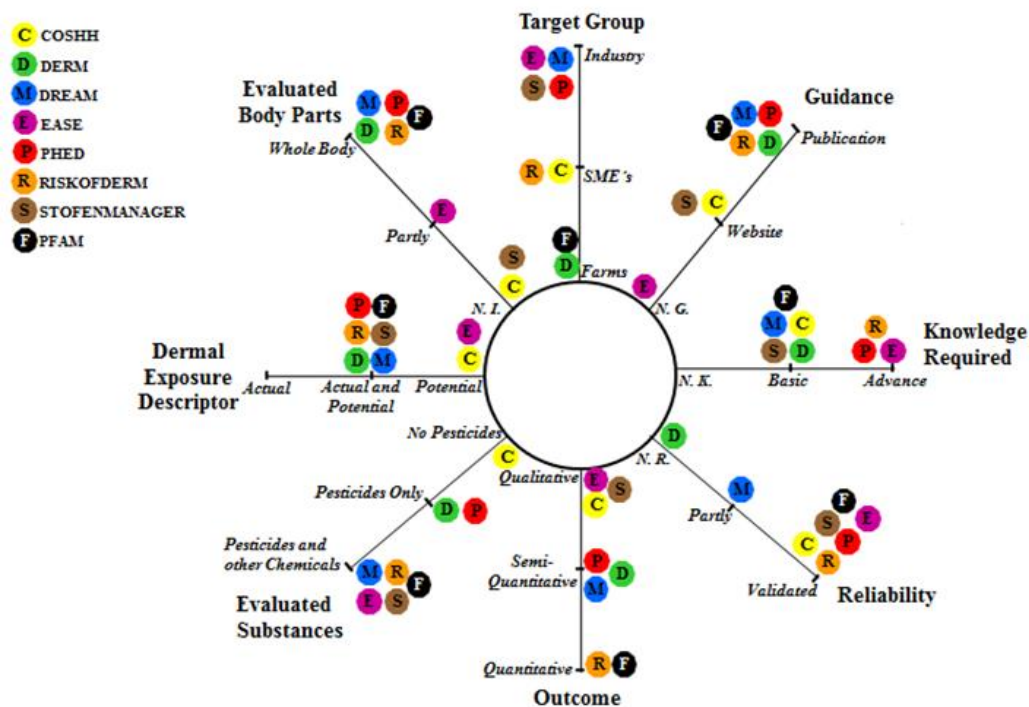 C COSHH
D DERM
M DREAM
E EASE
P PHED
R RISKOFDERM
S STOFENMANAGER
F PFAM
Target Group
E M Industry
S P
R C SME´s
F
D Farms
Guidance
M P
F Publication
R D
S C
Website
E
N. G.
Knowledge
Required
F
M C R
S D P E
N. K. Basic Advance
D
N. R.
M
Partly
F
S E
C P
R
Validated
Reliability
Qualitative
E S
C
Semi-
Quantitative
P D
M
Quantitative
R F
Outcome
No Pesticides
C
Pesticides Only
D P
Pesticides and
other Chemicals
M R
F
E S
Evaluated
Substances
Dermal
Exposure
Descriptor
P F
R S E
D M C
Actual Actual and
Potential
Potential
Evaluated
Body Parts
M P
F
D R
Whole Body
E
Partly
S
C
N. I.